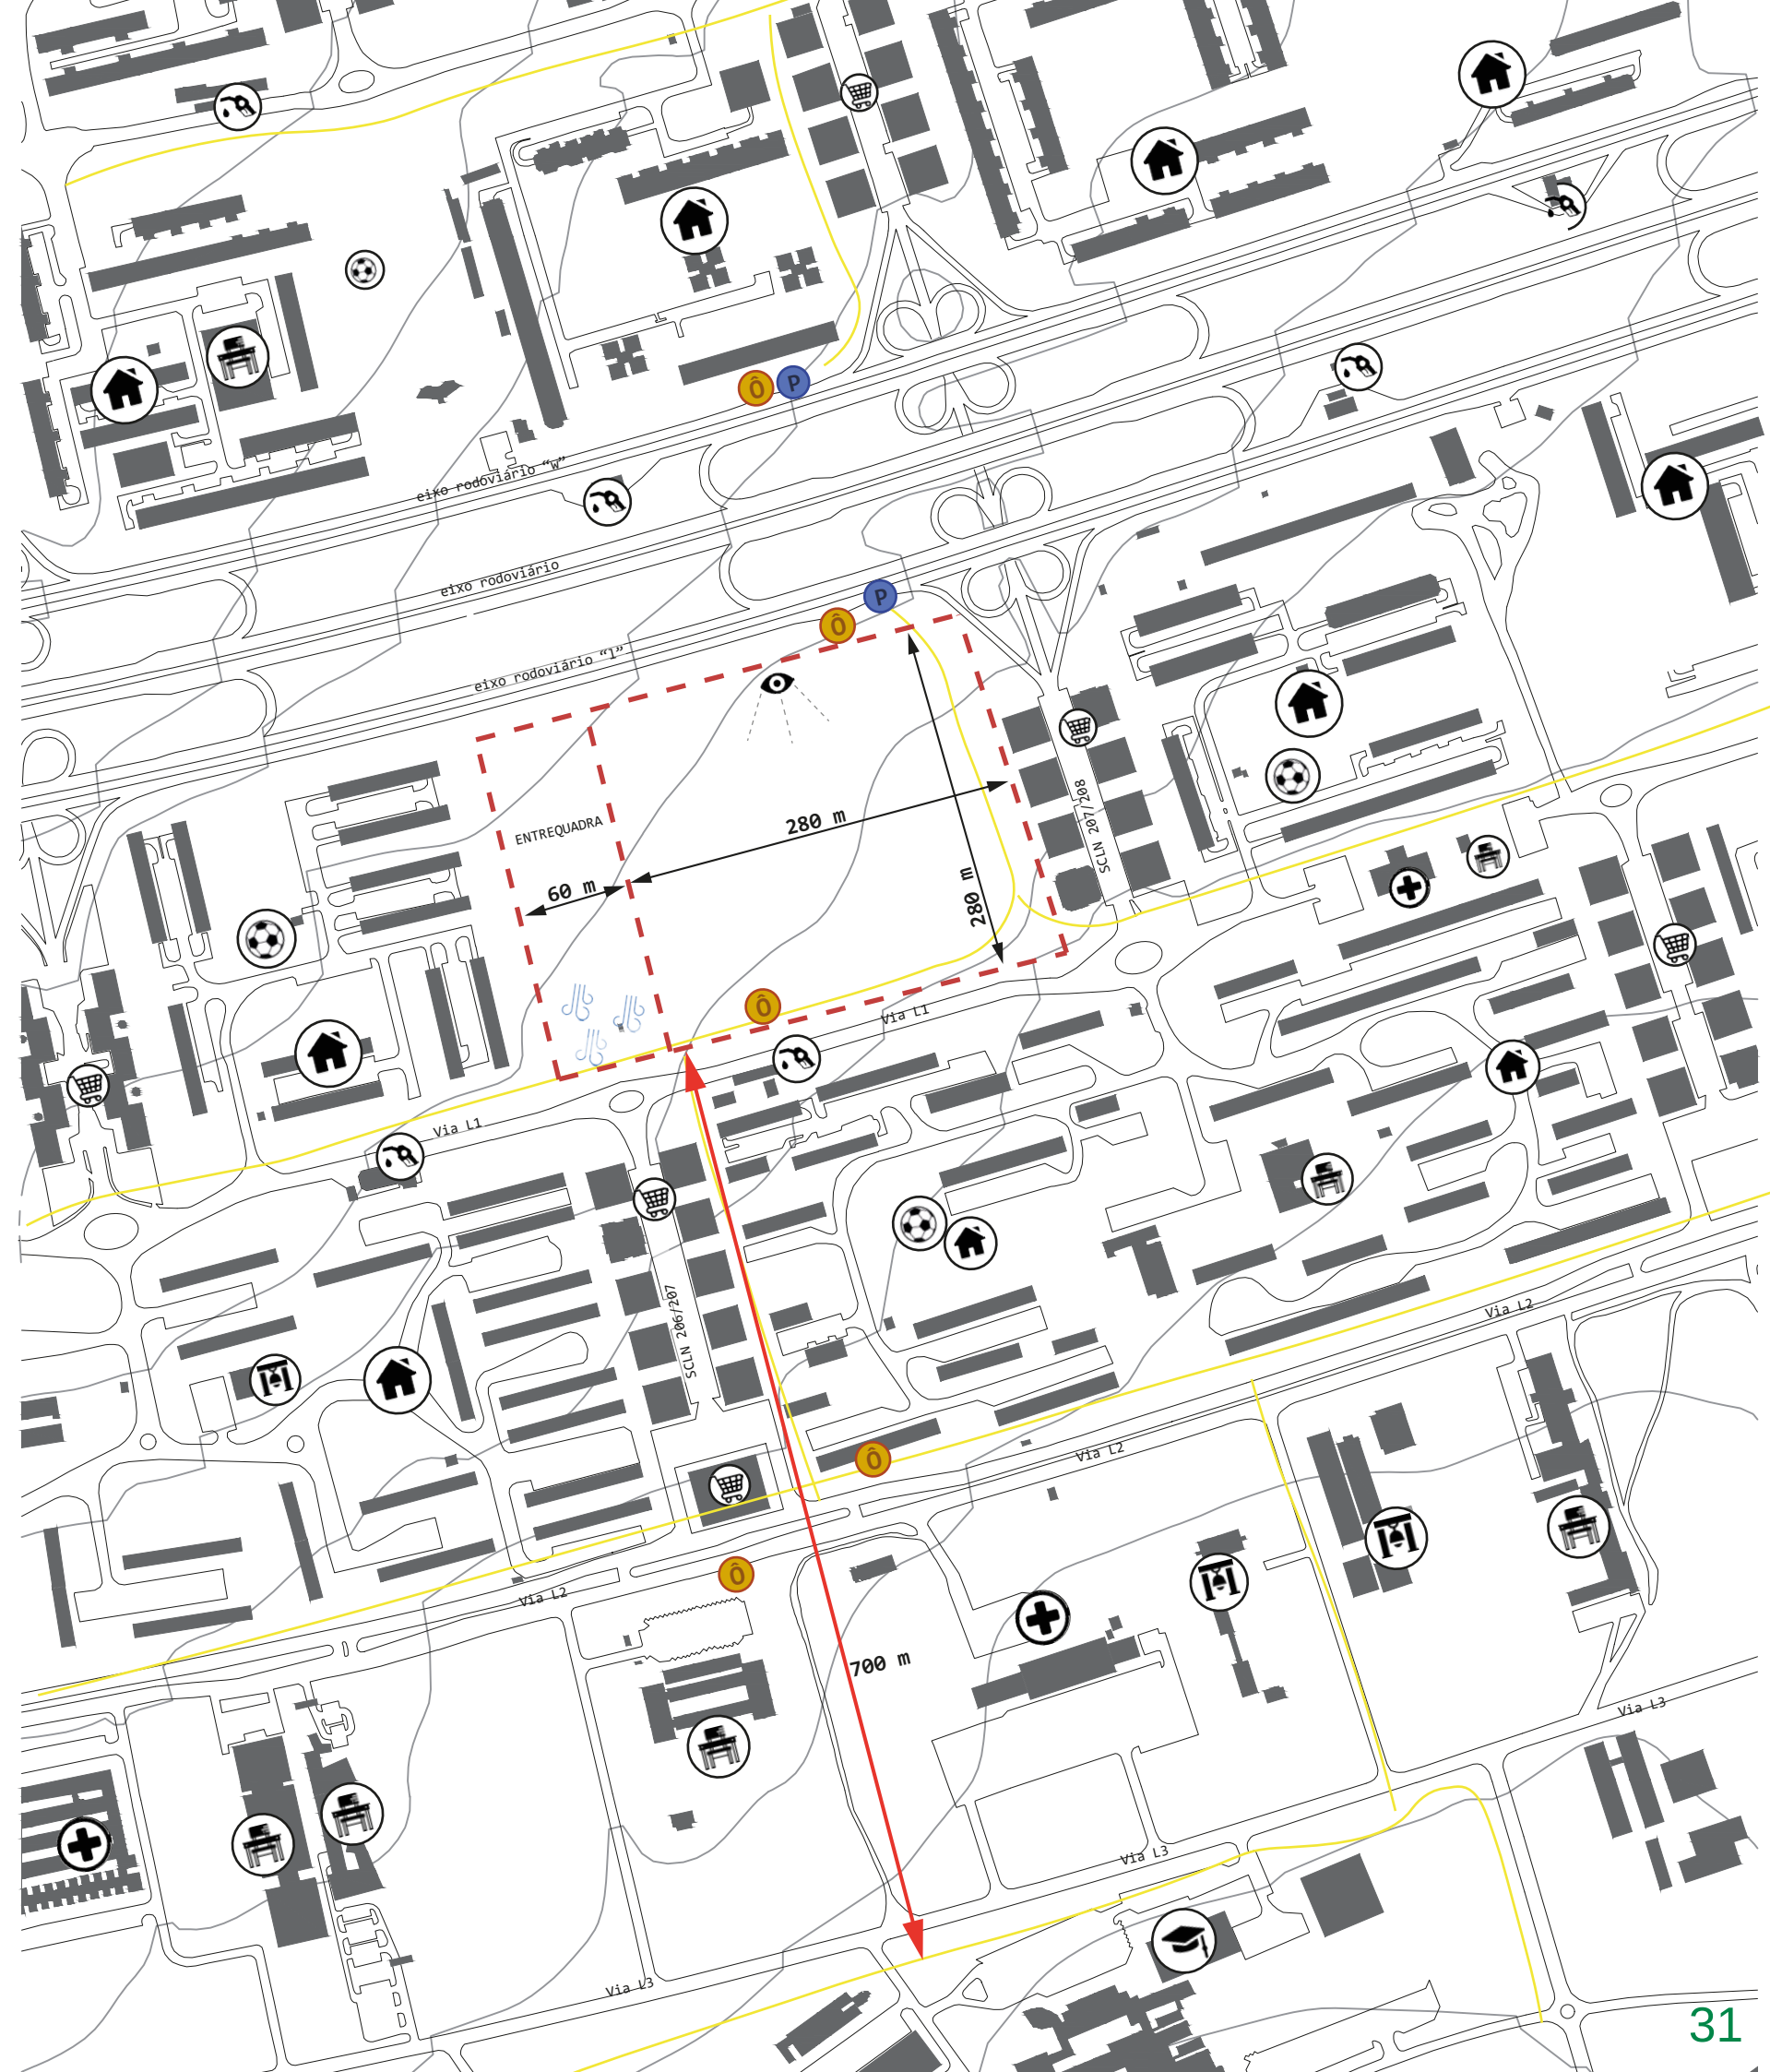 Ô
P
eixo rodoviário “w”
eixo rodoviário
Ô
P
eixo rodoviário “l”
ENTREQUADRA
280 m
60 m
280 m
SCLN 207/208
Ô
Via L1
Via L1
SCLN 206/207
Via L2
Via L2
Ô
Ô
Via L2
700 m
Via L3
Via L3
Via L3
31